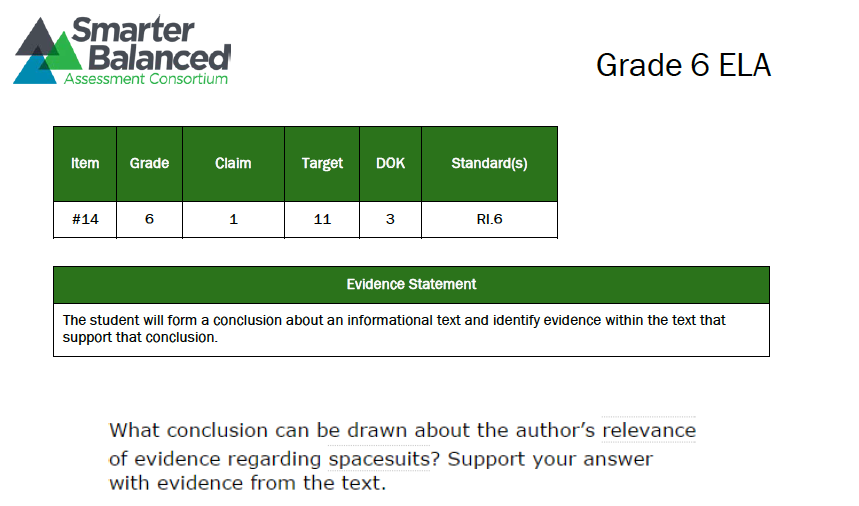 Smarter
Balanced
Assessment Consortium
Grade 6 ELA
Item Grade Claim Target DOK Standard(s)
#14 6 1 11 3 RI.6
Evidence Statement
The student will form a conclusion about an informational text and identify evidence within the text that
support that conclusion.
What conclusion can be drawn about the author's relevance
of evidence regarding spacesuits? Support your answer
with evidence from the text.